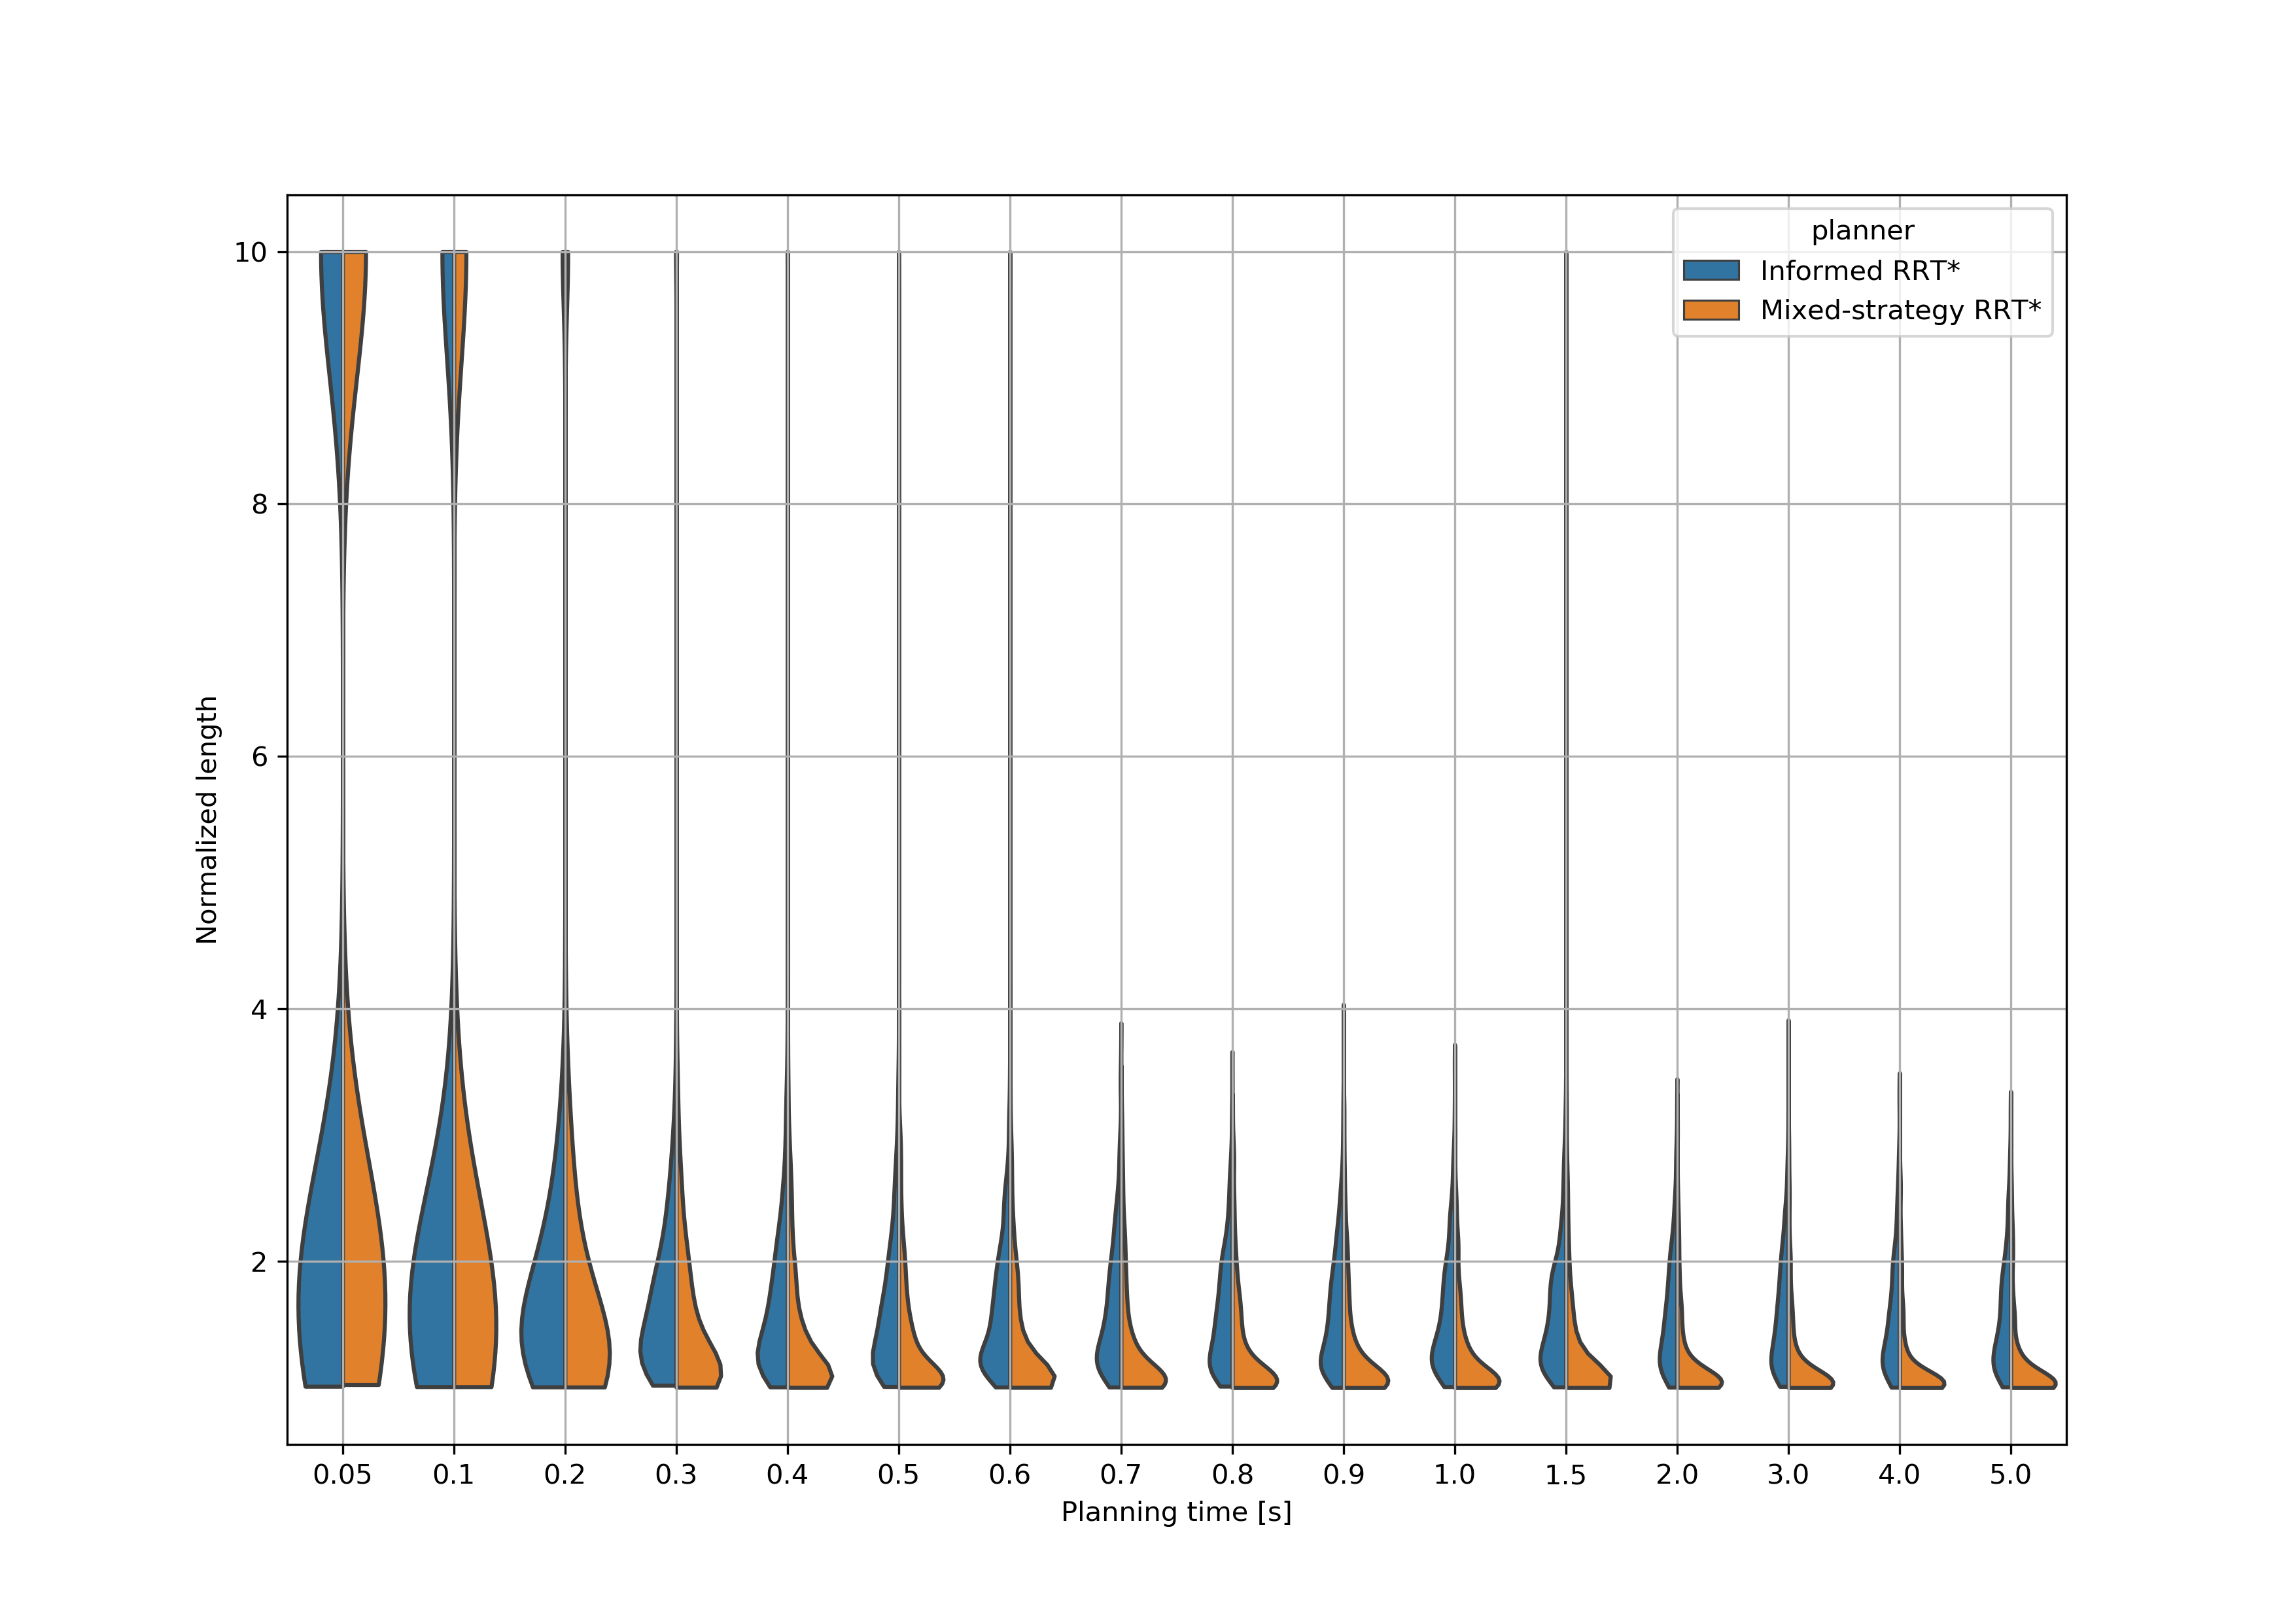 planner
Informed RRT*
Mixed-strategy RRT*
Normalized length
10
8
6
4
2
0.05 0.1 0.2 0.3 0.4 0.5 0.6 0.7 0.8 0.9 1.0 1.5 2.0 3.0 4.0 5.0
Planning time [s]